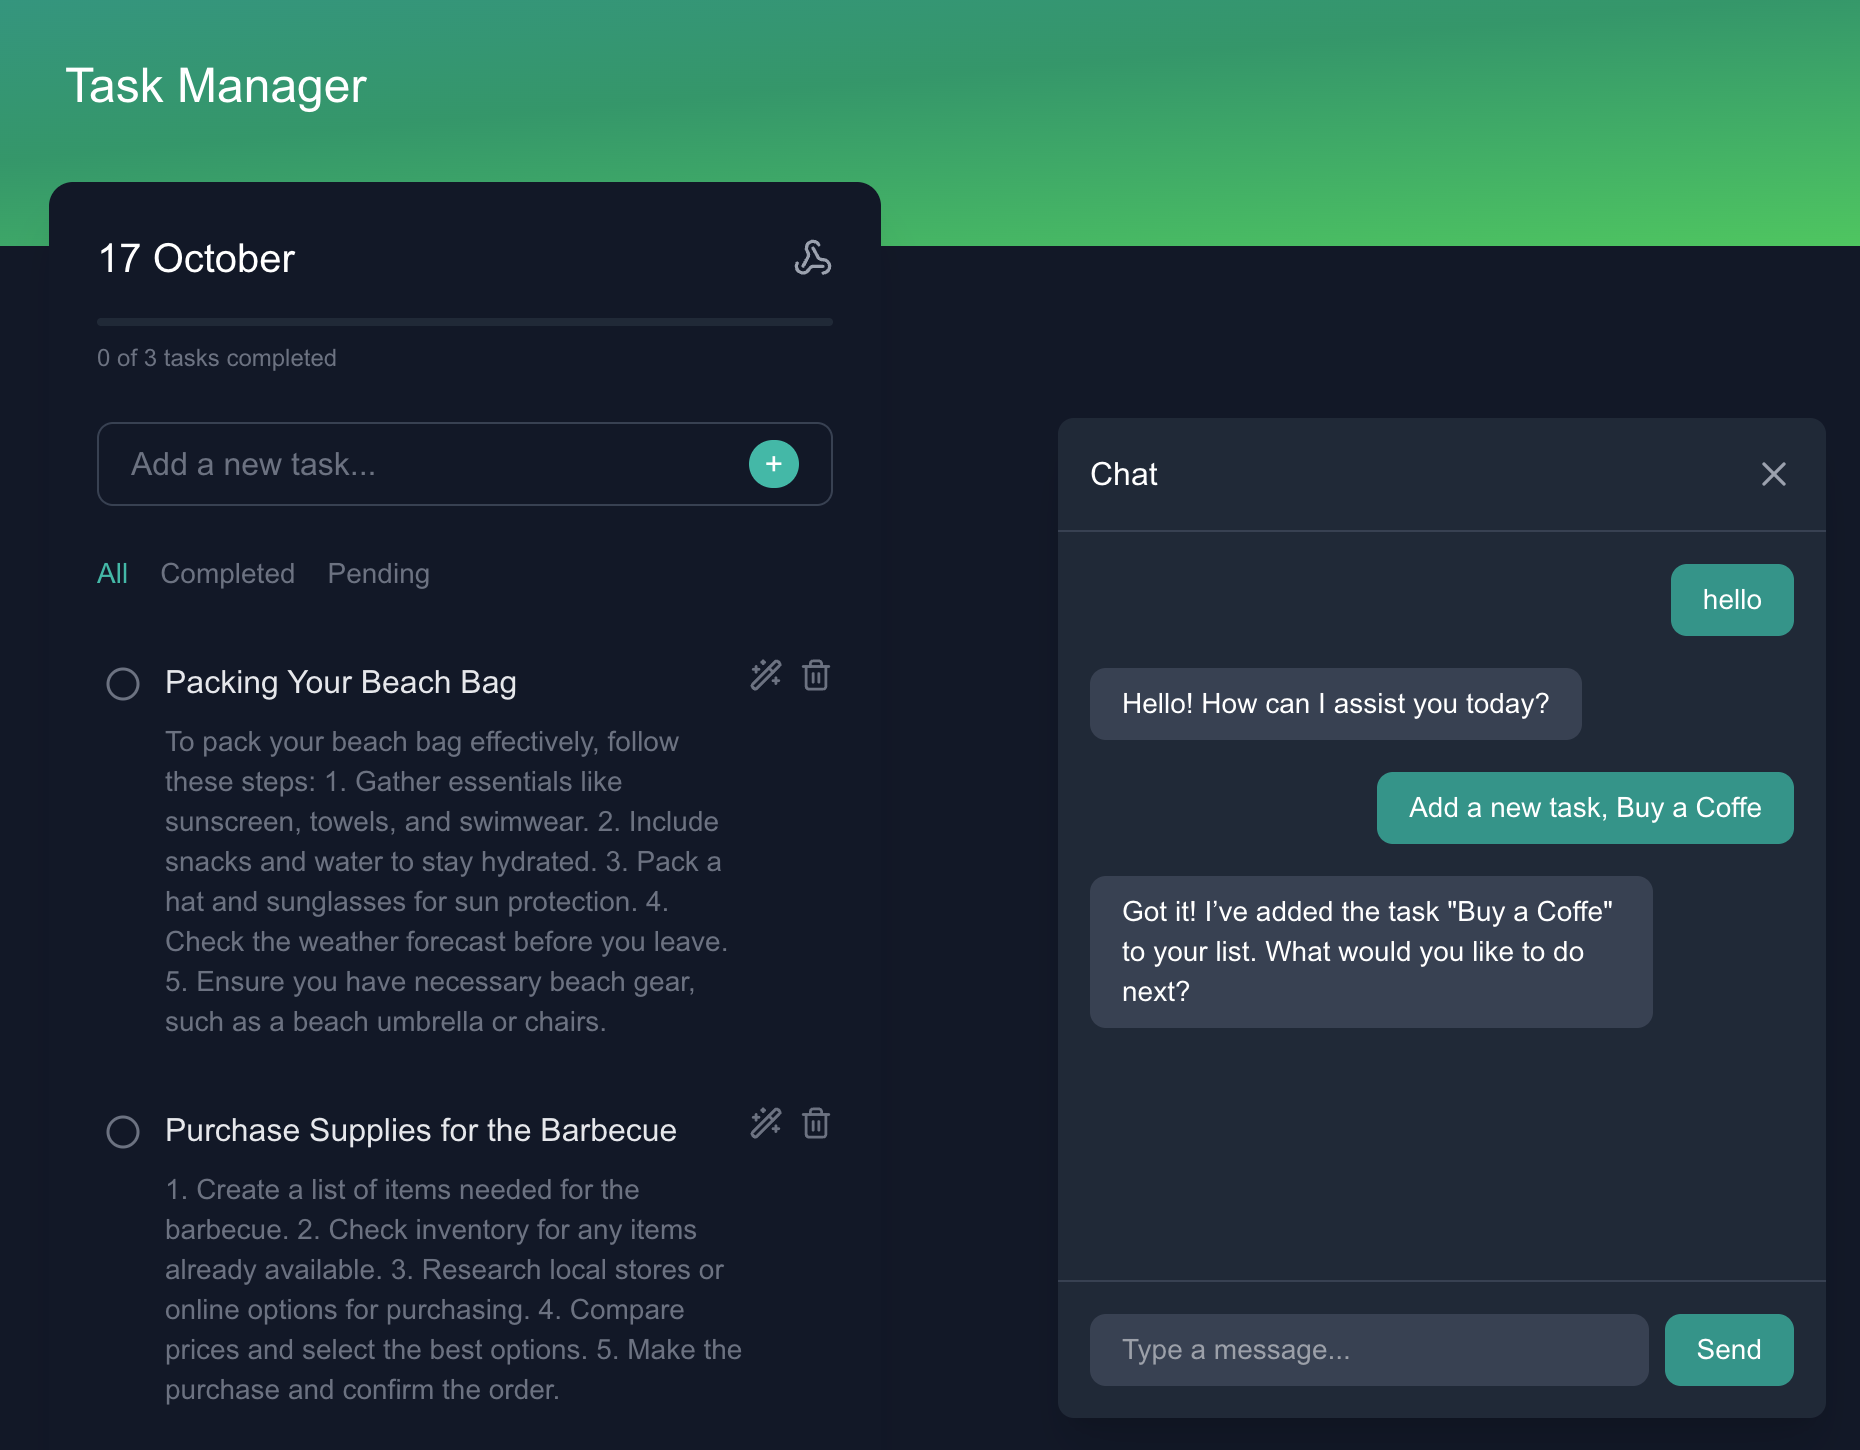 Task Manager
17 October
0 of 3 tasks completed
Add a new task...
All Completed Pending
Packing Your Beach Bag
To pack your beach bag effectively, follow
these steps: 1. Gather essentials like
sunscreen, towels, and swimwear. 2. Include
snacks and water to stay hydrated. 3. Pack a
hat and sunglasses for sun protection. 4.
Check the weather forecast before you leave.
5. Ensure you have necessary beach gear,
such as a beach umbrella or chairs.
Purchase Supplies for the Barbecue
1. Create a list of items needed for the
barbecue. 2. Check inventory for any items
already available. 3. Research local stores or
online options for purchasing. 4. Compare
prices and select the best options. 5. Make the
purchase and confirm the order.
Chat
hello
Hello! How can I assist you today?
Add a new task, Buy a Coffe
Got it! I’ve added the task "Buy a Coffe"
to your list. What would you like to do
next?
Type a message...
Send